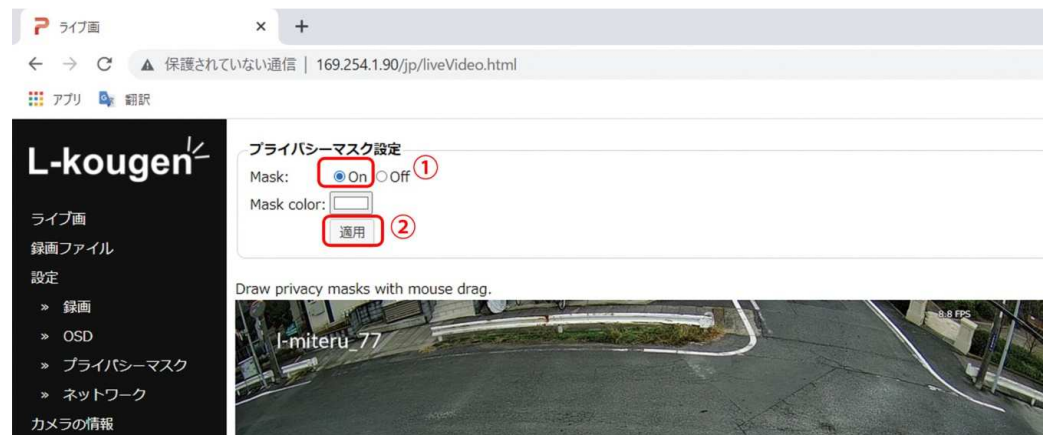 ライブ画
保護されていない通信 | 169.254.1.90/jp/liveVideo.html
アプリ 翻訳
L-kougen
ライブ画
録画ファイル
設定
» 録画
» OSD
» プライバシーマスク
» ネットワーク
カメラの情報
プライバシーマスク設定
Mask: On Off ①
Mask color:
適用 ②
Draw privacy masks with mouse drag.
l-miteru_77
8.8 FPS